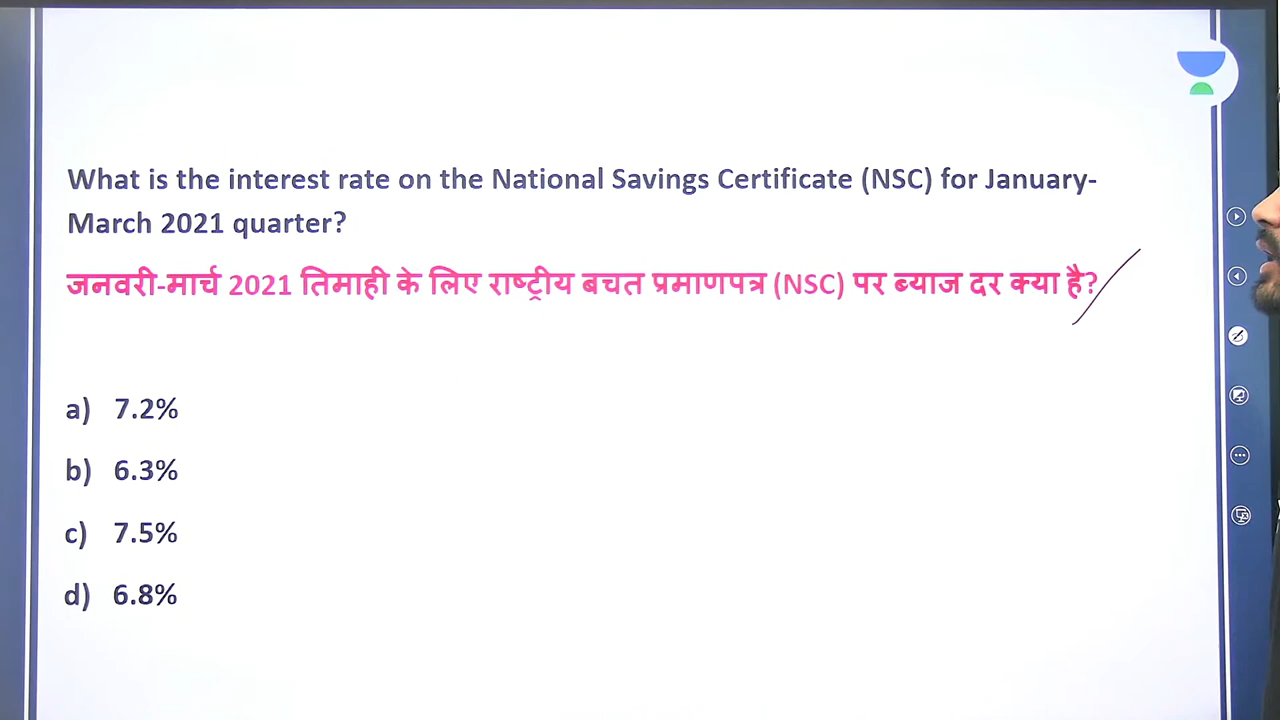 What is the interest rate on the National Savings Certificate (NSC) for January-
March 2021 quarter?
जनवरी-मार्च 2021 तिमाही के लिए राष्ट्रीय बचत प्रमाणपत्र (NSC) पर ब्याज दर क्या है?
a) 7.2%
b) 6.3%
c) 7.5%
d) 6.8%